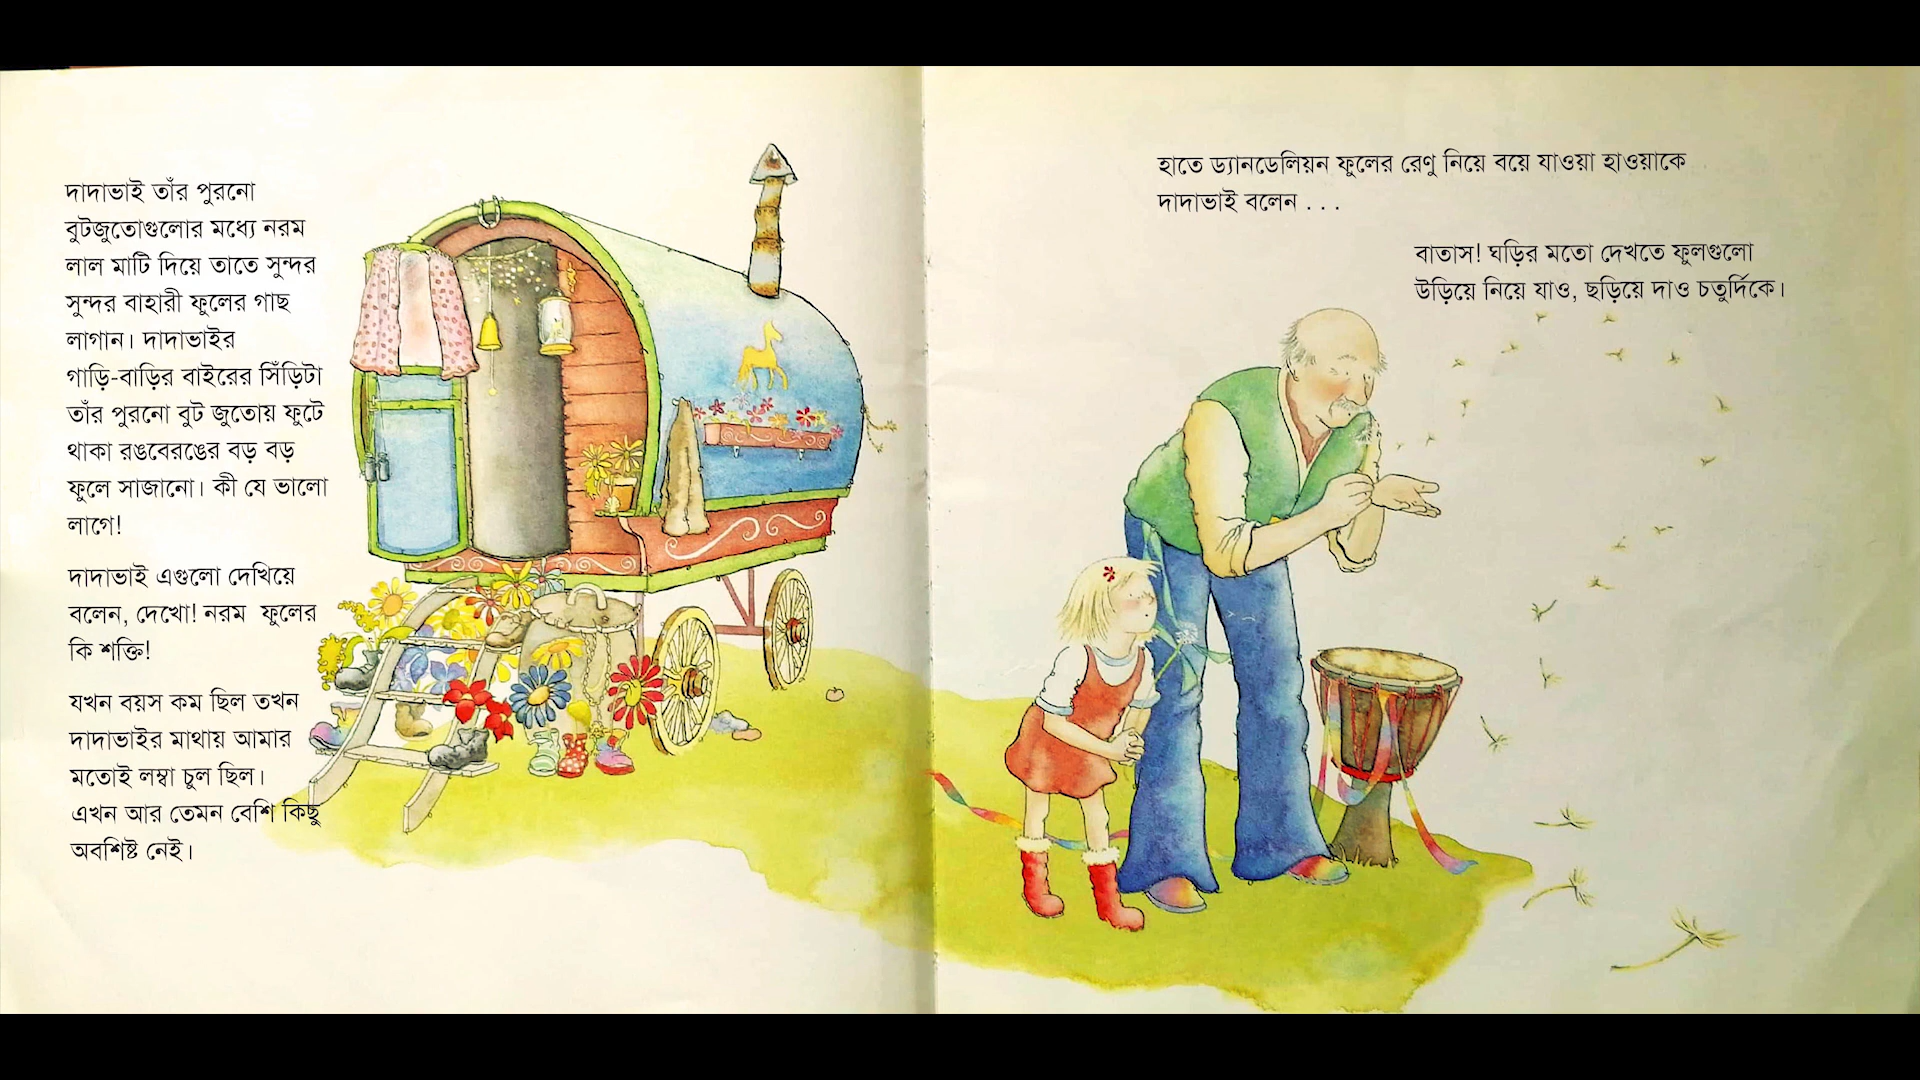 দাদাভাই তাঁর পুরনো
বুটজুতোগুলোর মধ্যে নরম
লাল মাটি দিয়ে তাতে সুন্দর
সুন্দর বাহারী ফুলের গাছ
লাগান। দাদাভাইর
গাড়ি-বাড়ির বাইরের সিঁড়িটা
তাঁর পুরনো বুট জুতোয় ফুটে
থাকা রঙবেরঙের বড় বড়
ফুলে সাজানো। কী যে ভালো
লাগে!
দাদাভাই এগুলো দেখিয়ে
বলেন, দেখো! নরম ফুলের
কি শক্তি!
যখন বয়স কম ছিল তখন
দাদাভাইর মাথায় আমার
মতোই লম্বা চুল ছিল।
এখন আর তেমন বেশি কিছু
অবশিষ্ট নেই।
হাতে ড্যানডেলিয়ন ফুলের রেণু নিয়ে বয়ে যাওয়া হাওয়াকে
দাদাভাই বলেন . . .
বাতাস! ঘড়ির মতো দেখতে ফুলগুলো
উড়িয়ে নিয়ে যাও, ছড়িয়ে দাও চতুর্দিকে।